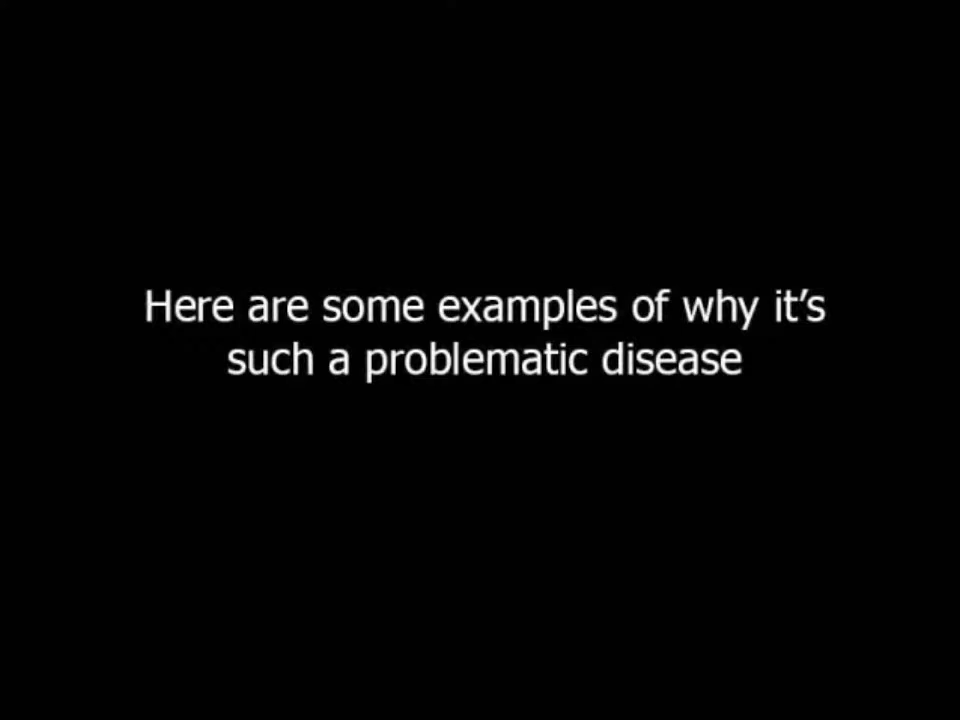 Here are some examples of why it’s
such a problematic disease